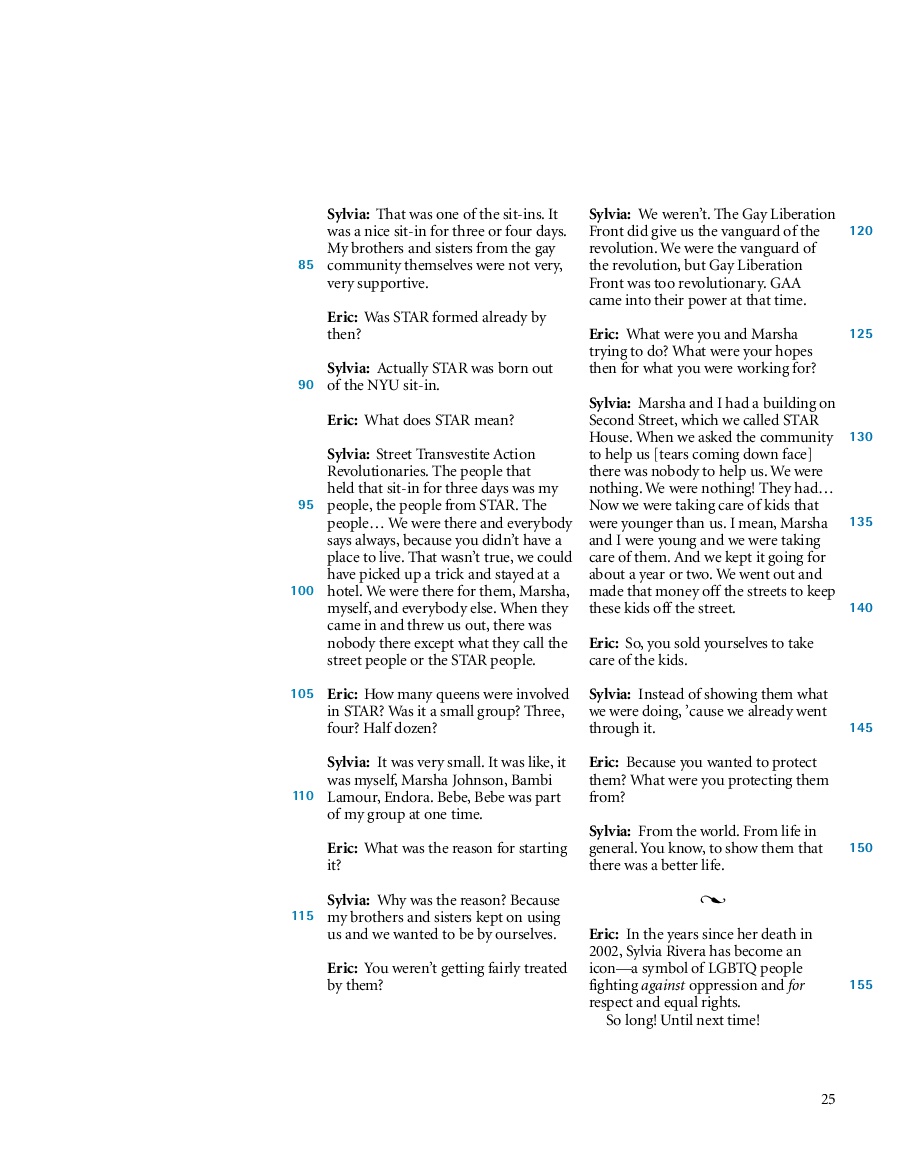 Sylvia: That was one of the sit-ins. It
was a nice sit-in for three or four days.
My brothers and sisters from the gay
85 community themselves were not very,
very supportive.
Eric: Was STAR formed already by
then?
Sylvia: Actually STAR was born out
90 of the NYU sit-in.
Eric: What does STAR mean?
Sylvia: Street Transvestite Action
Revolutionaries. The people that
held that sit-in for three days was my
95 people, the people from STAR. The
people… We were there and everybody
says always, because you didn’t have a
place to live. That wasn’t true, we could
have picked up a trick and stayed at a
100 hotel. We were there for them, Marsha,
myself, and everybody else. When they
came in and threw us out, there was
nobody there except what they call the
street people or the STAR people.
105 Eric: How many queens were involved
in STAR? Was it a small group? Three,
four? Half dozen?
Sylvia: It was very small. It was like, it
was myself, Marsha Johnson, Bambi
110 Lamour, Endora. Bebe, Bebe was part
of my group at one time.
Eric: What was the reason for starting
it?
Sylvia: Why was the reason? Because
115 my brothers and sisters kept on using
us and we wanted to be by ourselves.
Eric: You weren’t getting fairly treated
by them?
Sylvia: We weren’t. The Gay Liberation
Front did give us the vanguard of the 120
revolution. We were the vanguard of
the revolution, but Gay Liberation
Front was too revolutionary. GAA
came into their power at that time.
Eric: What were you and Marsha 125
trying to do? What were your hopes
then for what you were working for?
Sylvia: Marsha and I had a building on
Second Street, which we called STAR
House. When we asked the community 130
to help us [tears coming down face]
there was nobody to help us. We were
nothing. We were nothing! They had…
Now we were taking care of kids that
were younger than us. I mean, Marsha 135
and I were young and we were taking
care of them. And we kept it going for
about a year or two. We went out and
made that money off the streets to keep
these kids off the street. 140
Eric: So, you sold yourselves to take
care of the kids.
Sylvia: Instead of showing them what
we were doing, ’cause we already went
through it. 145
Eric: Because you wanted to protect
them? What were you protecting them
from?
Sylvia: From the world. From life in
general. You know, to show them that 150
there was a better life.
Eric: In the years since her death in
2002, Sylvia Rivera has become an
icon—a symbol of LGBTQ people
fighting against oppression and for 155
respect and equal rights.
So long! Until next time!
25